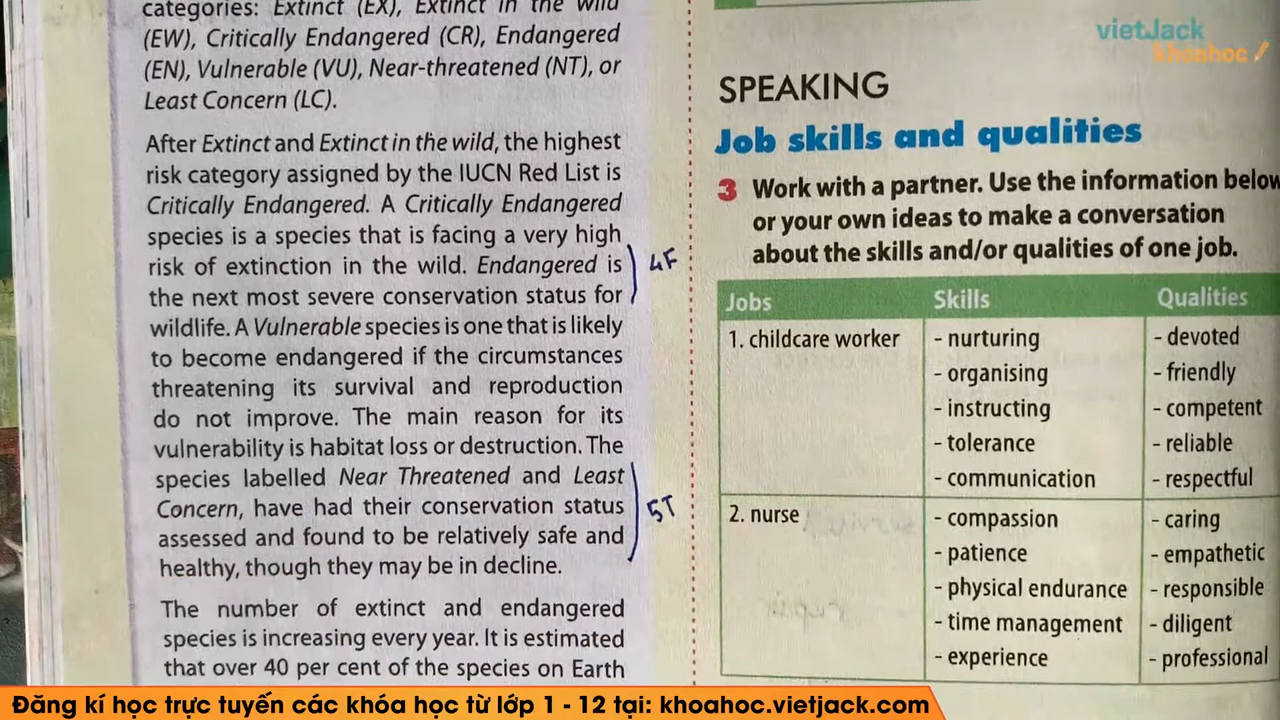 categories: Extinct (EX), Extinct in the wild
(EW), Critically Endangered (CR), Endangered
(EN), Vulnerable (VU), Near-threatened (NT), or
Least Concern (LC).
After Extinct and Extinct in the wild, the highest
risk category assigned by the IUCN Red List is
Critically Endangered. A Critically Endangered
species is a species that is facing a very high
risk of extinction in the wild. Endangered is
the next most severe conservation status for
wildlife. A Vulnerable species is one that is likely
to become endangered if the circumstances
threatening its survival and reproduction
do not improve. The main reason for its
vulnerability is habitat loss or destruction. The
species labelled Near Threatened and Least
Concern, have had their conservation status
assessed and found to be relatively safe and
healthy, though they may be in decline.
The number of extinct and endangered
species is increasing every year. It is estimated
that over 40 per cent of the species on Earth
4F
5T
vietJack
khoahoc
SPEAKING
Job skills and qualities
3 Work with a partner. Use the information below
or your own ideas to make a conversation
about the skills and/or qualities of one job.
Jobs Skills Qualities
1. childcare worker - nurturing - devoted
- organising - friendly
- instructing - competent
- tolerance - reliable
- communication - respectful
2. nurse - compassion - caring
- patience - empathetic
- physical endurance - responsible
- time management - diligent
- experience - professional
Đăng kí học trực tuyến các khóa học từ lớp 1 - 12 tại: khoahoc.vietjack.com